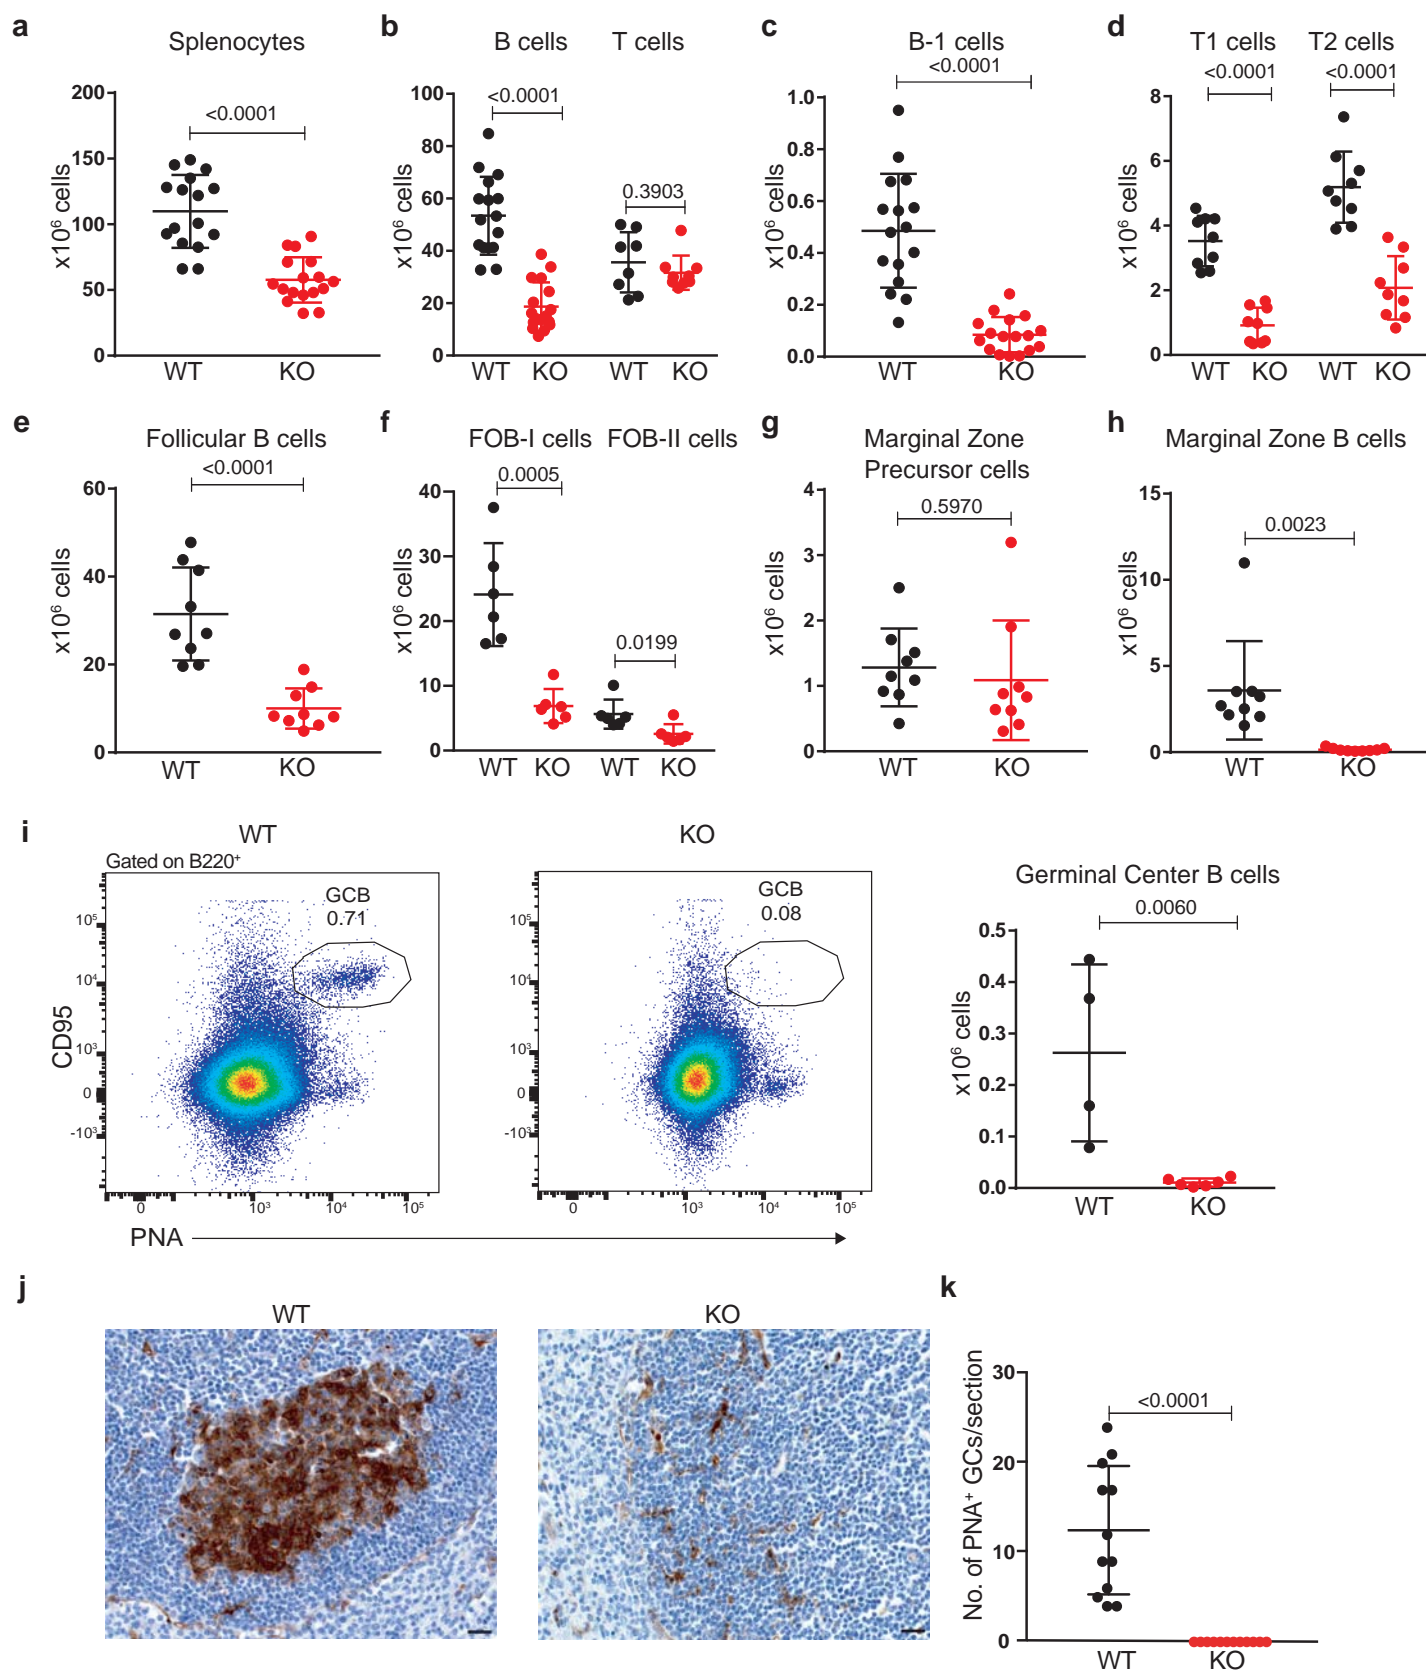 a
Splenocytes
<0.0001
x10⁶ cells
200
150
100
50
0
WT KO
b
B cells T cells
<0.0001
0.3903
x10⁶ cells
100
80
60
40
20
0
WT KO WT KO
c
B-1 cells
<0.0001
x10⁶ cells
1.0
0.8
0.6
0.4
0.2
0.0
WT KO
d
T1 cells T2 cells
<0.0001 <0.0001
x10⁶ cells
8
6
4
2
0
WT KO WT KO
e
Follicular B cells
<0.0001
x10⁶ cells
60
40
20
0
WT KO
f
FOB-I cells FOB-II cells
0.0005
0.0199
x10⁶ cells
40
30
20
10
0
WT KO WT KO
g
Marginal Zone
Precursor cells
0.5970
x10⁶ cells
4
3
2
1
0
WT KO
h
Marginal Zone B cells
0.0023
x10⁶ cells
15
10
5
0
WT KO
i
WT
Gated on B220⁺
GCB
0.71
CD95
10⁵
10⁴
10³
0
-10³
0 10³ 10⁴ 10⁵
KO
GCB
0.08
10⁵
10⁴
10³
0
-10³
0 10³ 10⁴ 10⁵
PNA
Germinal Center B cells
0.0060
x10⁶ cells
0.5
0.4
0.3
0.2
0.1
0.0
WT KO
j
WT KO
k
<0.0001
No. of PNA⁺ GCs/section
30
20
10
0
WT KO